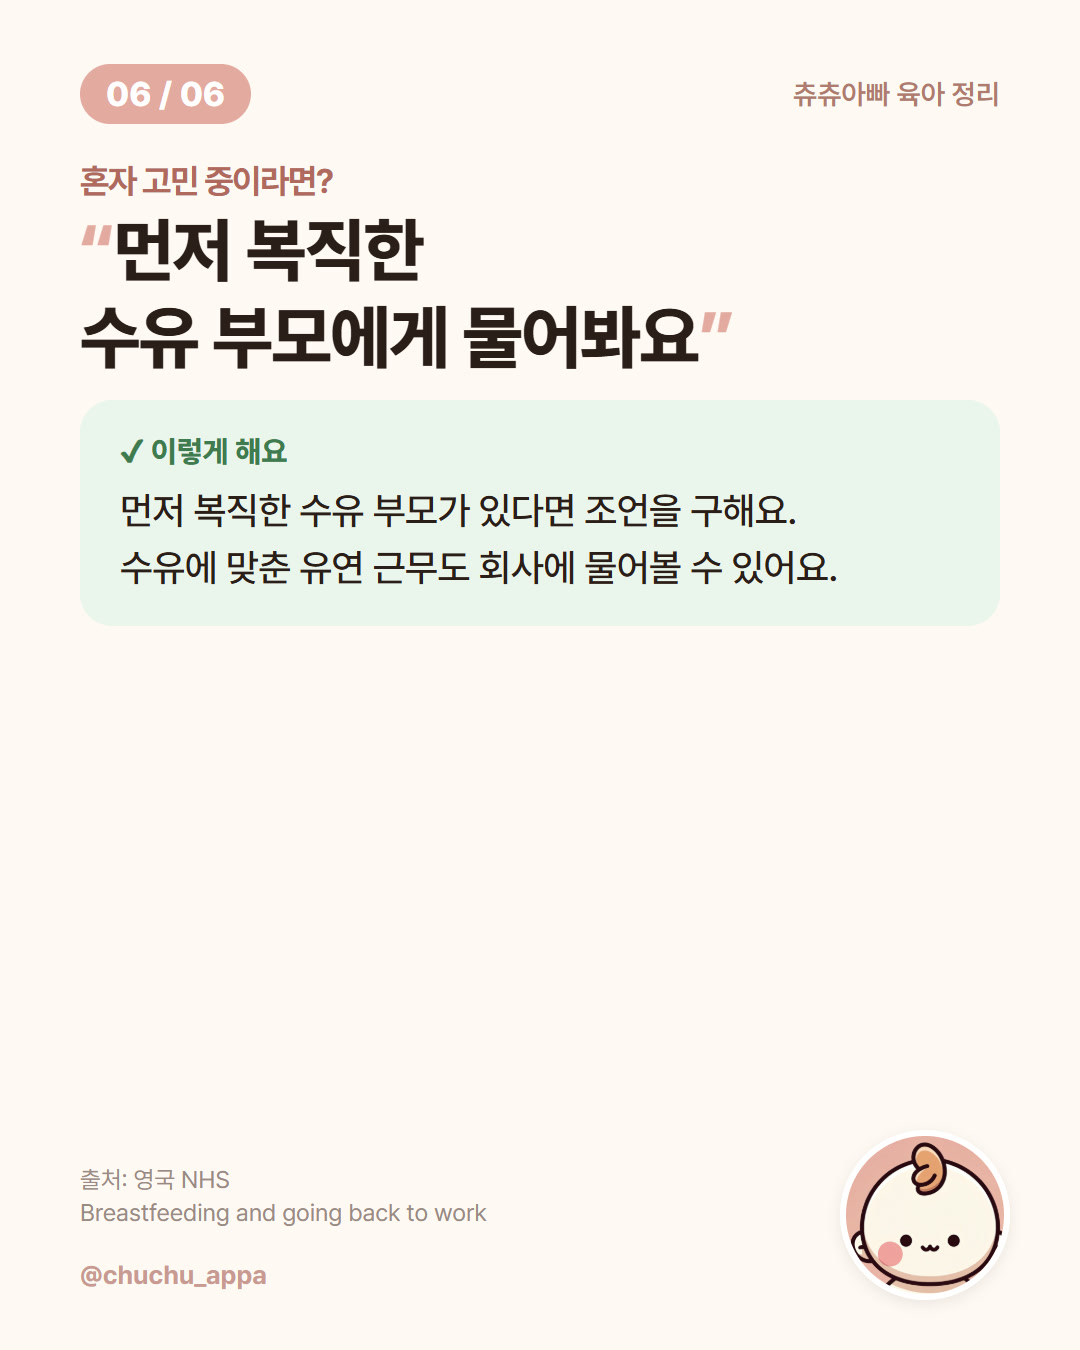 06 / 06
츄츄아빠 육아 정리
혼자 고민 중이라면?
“먼저 복직한
수유 부모에게 물어봐요”
✓ 이렇게 해요
먼저 복직한 수유 부모가 있다면 조언을 구해요.
수유에 맞춘 유연 근무도 회사에 물어볼 수 있어요.
출처: 영국 NHS
Breastfeeding and going back to work
@chuchu_appa